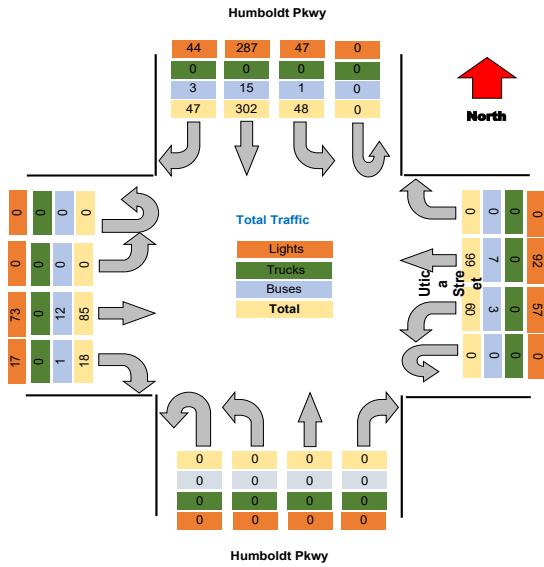 Humboldt Pkwy
44 287 47 0
0 0 0 0
3 15 1 0
47 302 48 0
North
0 0 0 0
0 0 0 0
73 0 12 85
17 0 1 18
Total Traffic
Lights
Trucks
Buses
Total
Utic
a
Stre
et
0 0 0 0
99 7 0 92
60 3 0 57
0 0 0 0
0 0 0 0
0 0 0 0
0 0 0 0
0 0 0 0
Humboldt Pkwy